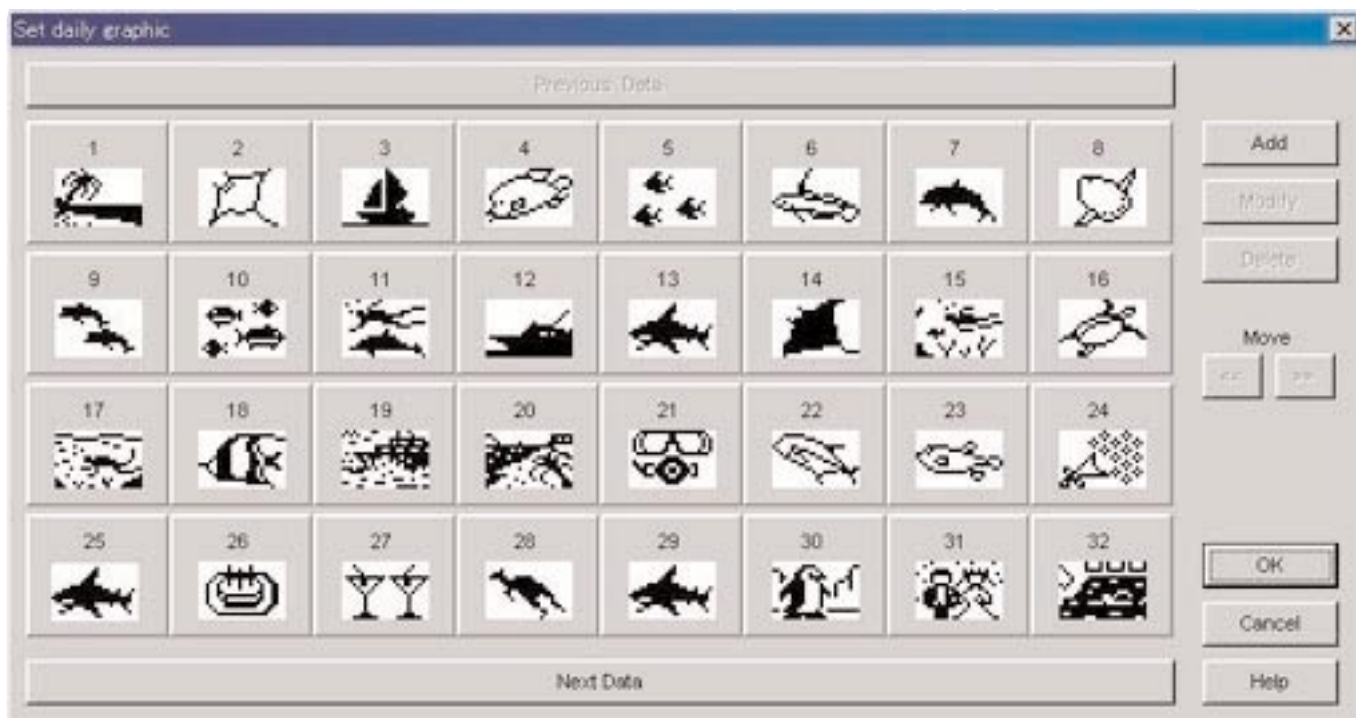 Set daily graphic
Previous Data
1 2 3 4 5 6 7 8
Add
Modify
Delete
9 10 11 12 13 14 15 16
Move
<< >>
17 18 19 20 21 22 23 24
25 26 27 28 29 30 31 32
OK
Cancel
Next Data
Help